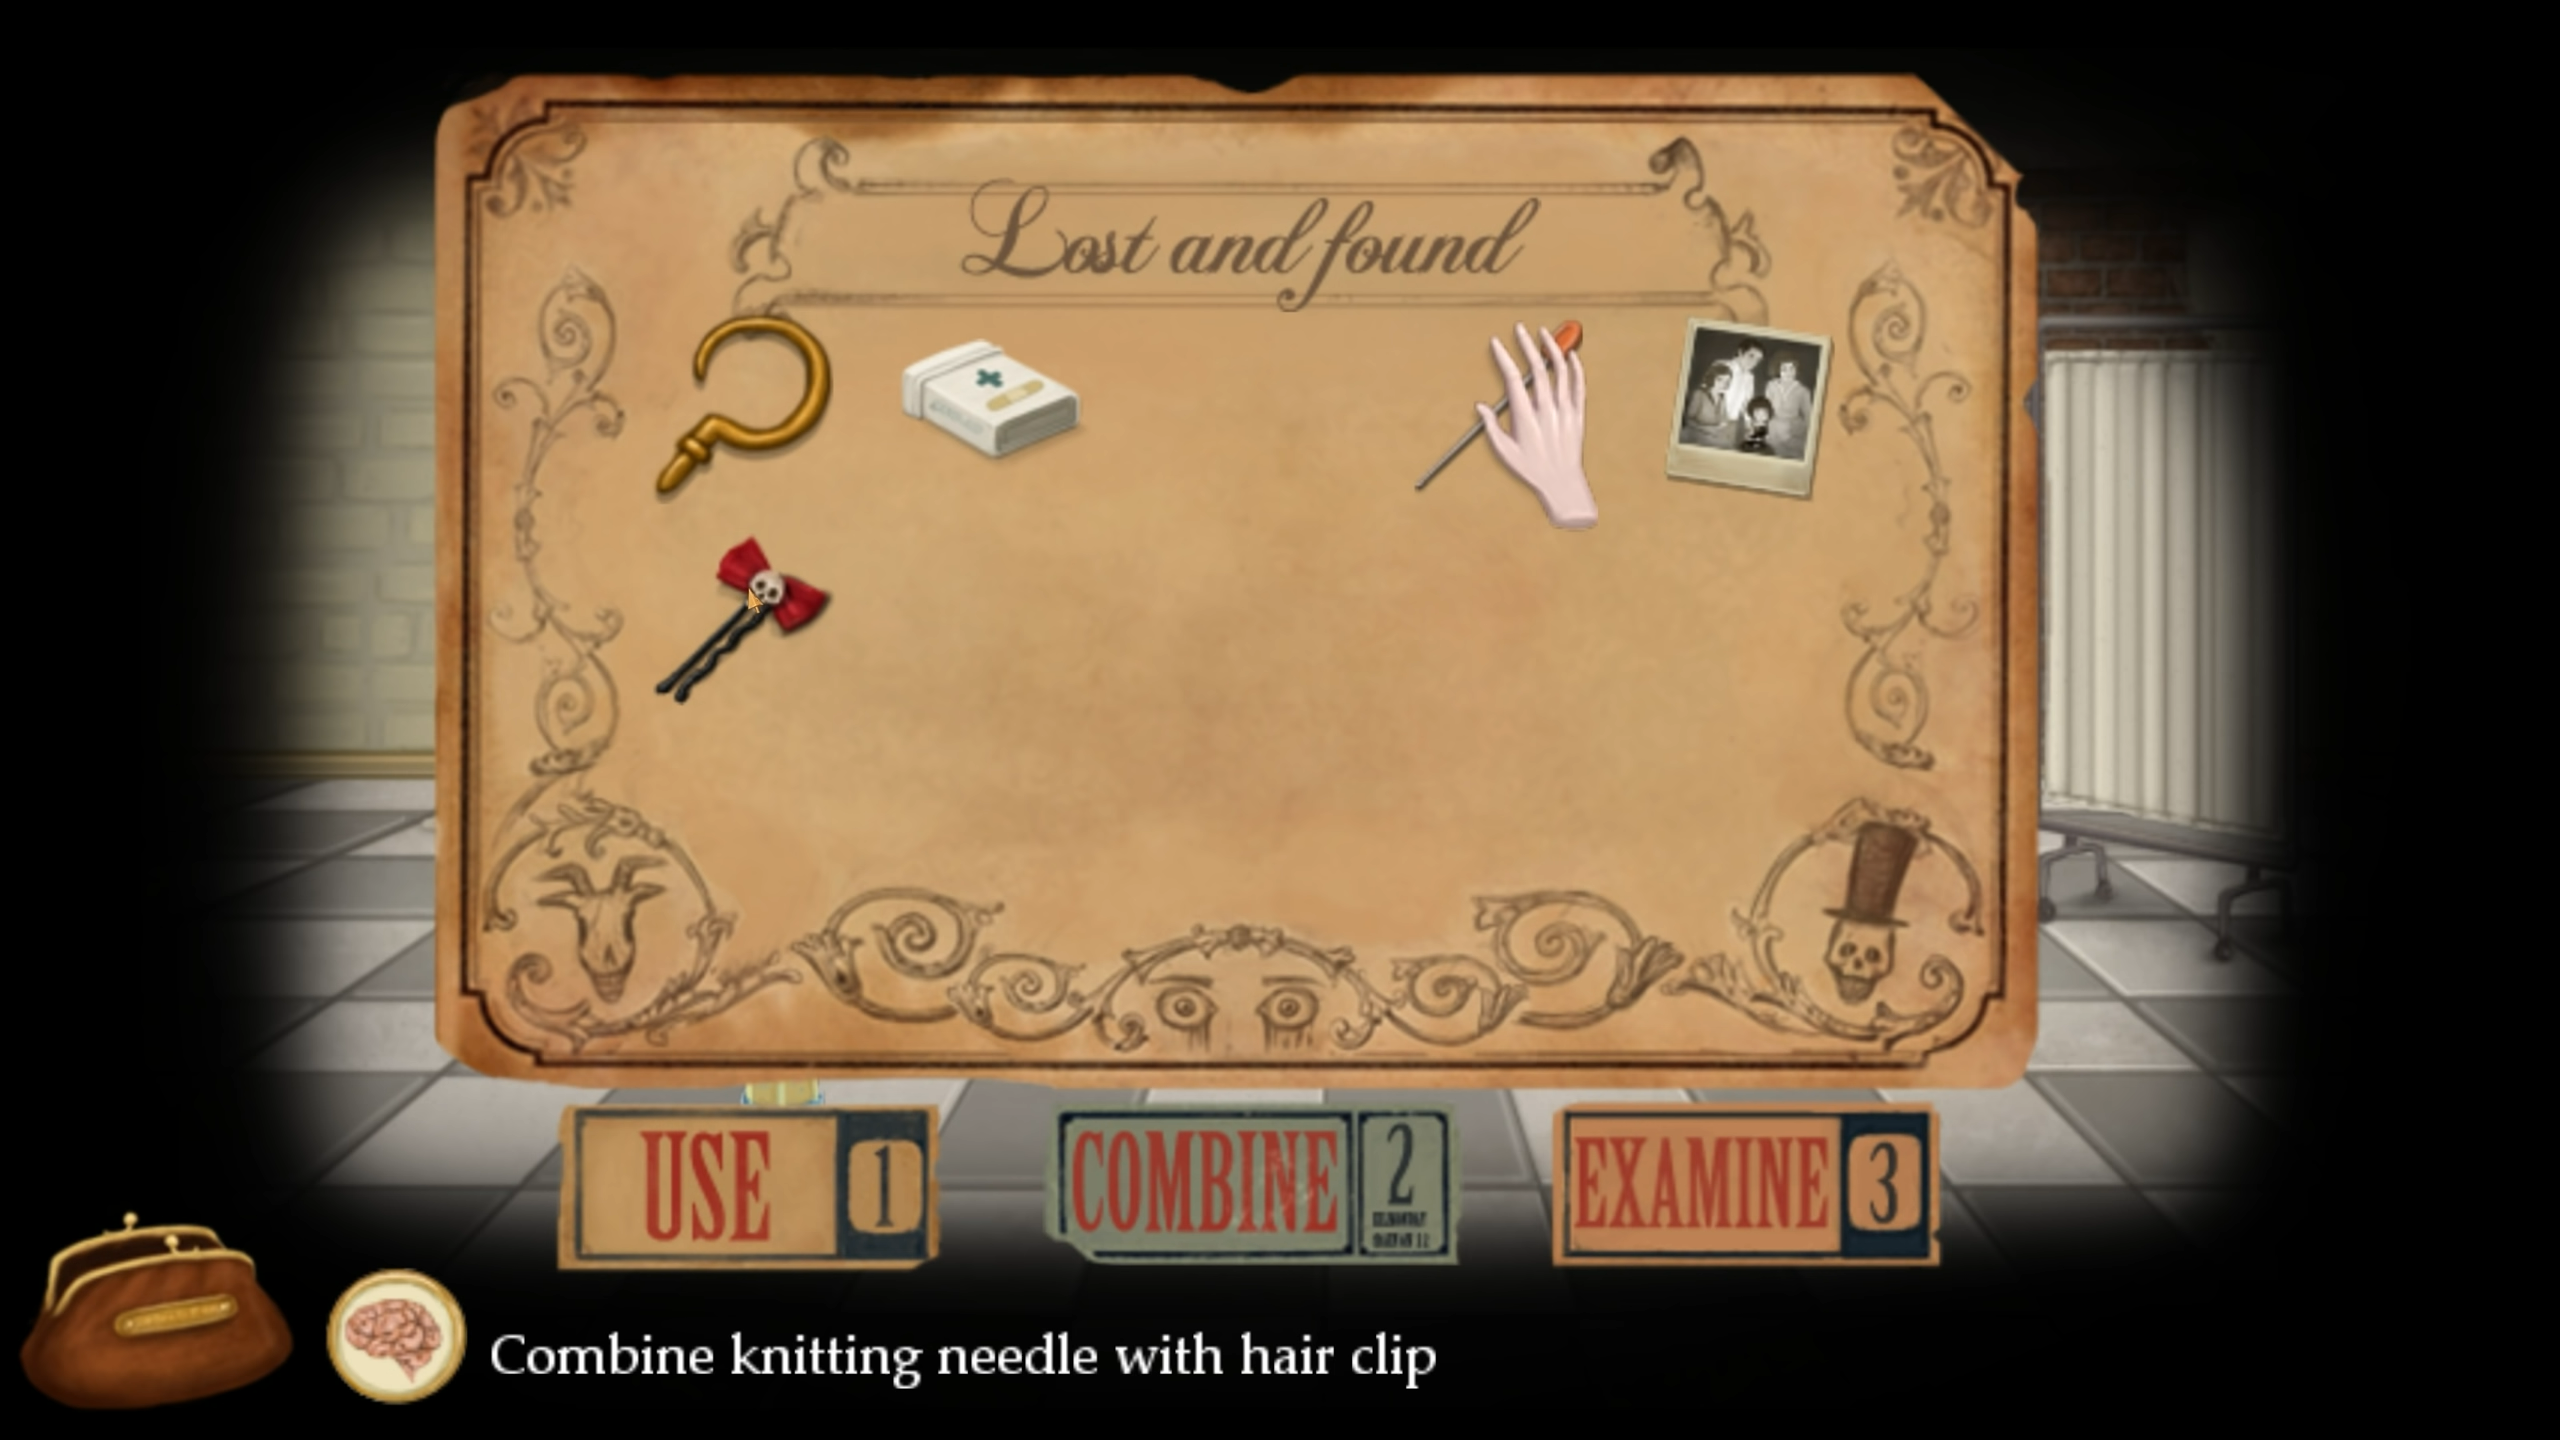 Lost and found
USE 1
COMBINE 2
EXAMINE 3
Combine knitting needle with hair clip